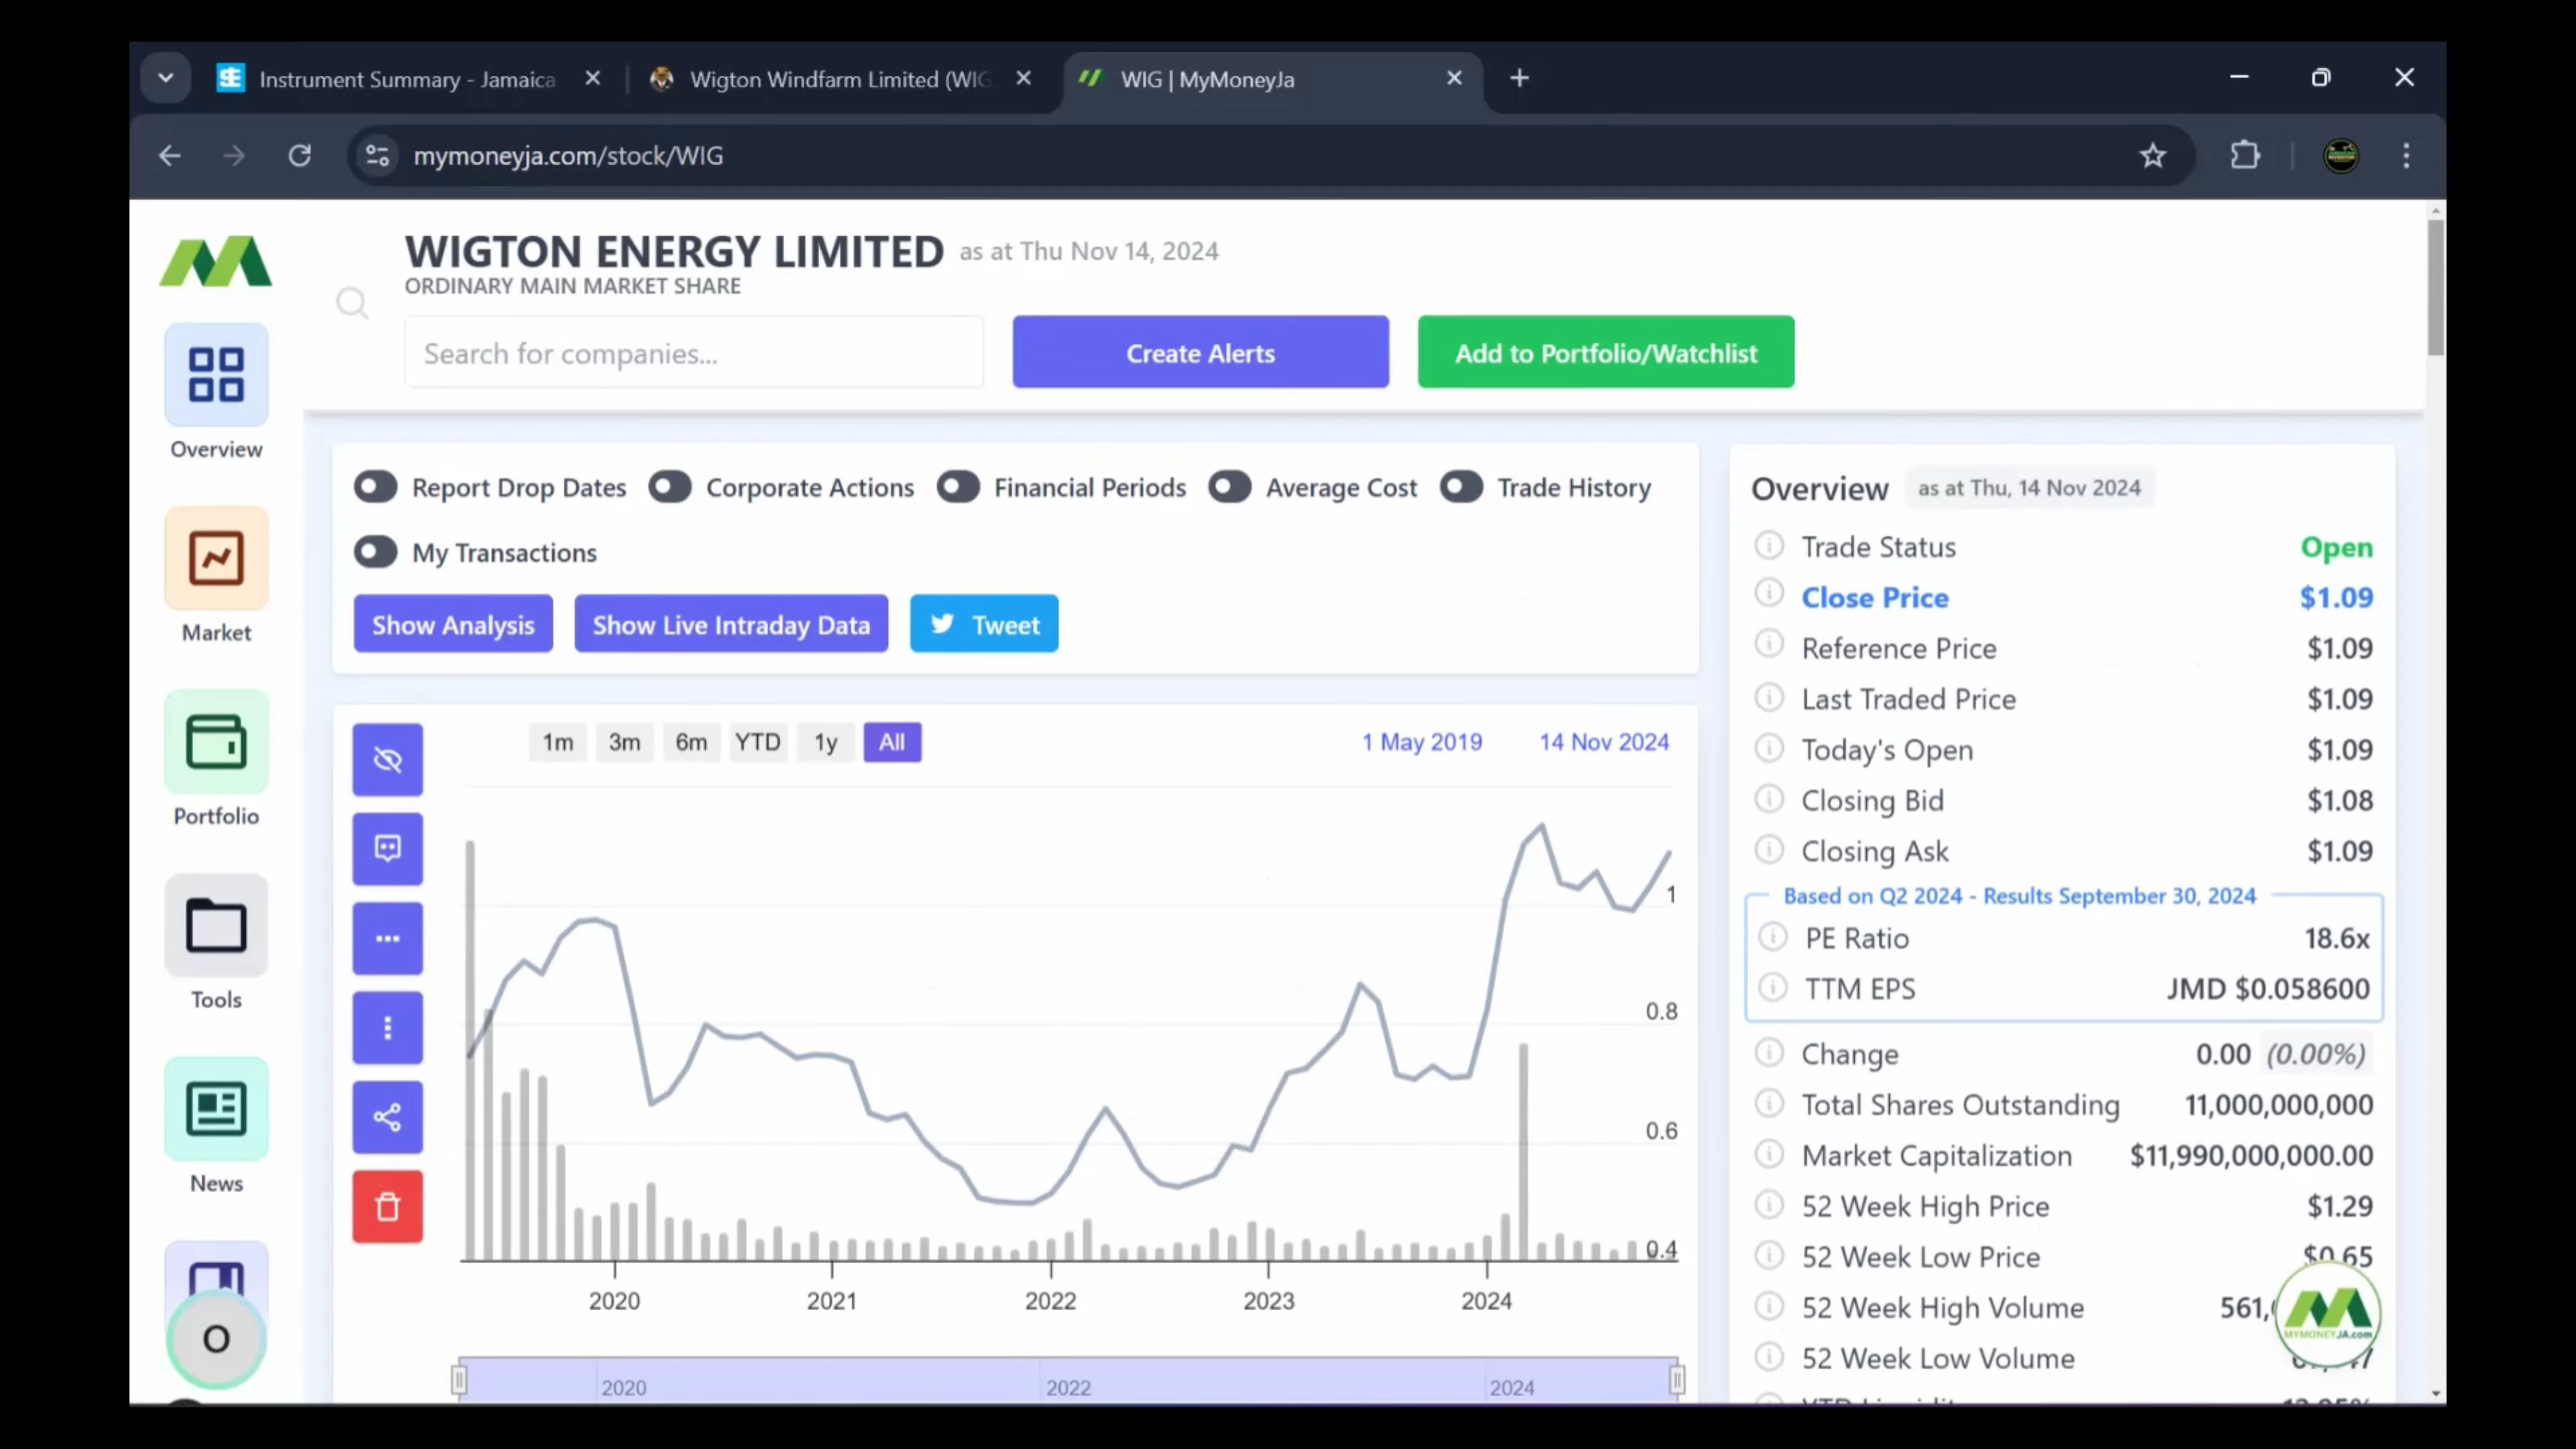 Instrument Summary - Jamaica
Wigton Windfarm Limited (WIG
WIG | MyMoneyJa
mymoneyja.com/stock/WIG
WIGTON ENERGY LIMITED as at Thu Nov 14, 2024
ORDINARY MAIN MARKET SHARE
Search for companies...
Create Alerts
Add to Portfolio/Watchlist
Overview
Market
Portfolio
Tools
News
O
Report Drop Dates
Corporate Actions
Financial Periods
Average Cost
Trade History
My Transactions
Show Analysis
Show Live Intraday Data
Tweet
1m 3m 6m YTD 1y All
1 May 2019 14 Nov 2024
1
0.8
0.6
0.4
2020 2021 2022 2023 2024
2020 2022 2024
Overview as at Thu, 14 Nov 2024
Trade Status Open
Close Price $1.09
Reference Price $1.09
Last Traded Price $1.09
Today's Open $1.09
Closing Bid $1.08
Closing Ask $1.09
Based on Q2 2024 - Results September 30, 2024
PE Ratio 18.6x
TTM EPS JMD $0.058600
Change 0.00 (0.00%)
Total Shares Outstanding 11,000,000,000
Market Capitalization $11,990,000,000.00
52 Week High Price $1.29
52 Week Low Price $0.65
52 Week High Volume 561,
52 Week Low Volume
MYMONEYJA.com